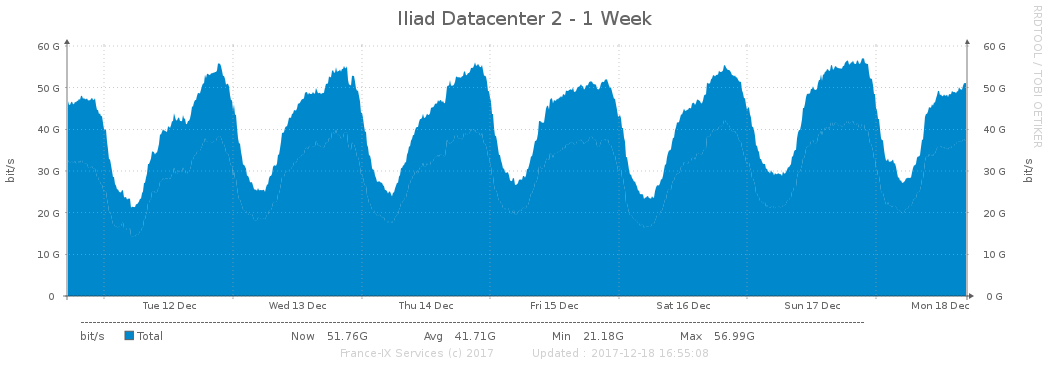 Iliad Datacenter 2 - 1 Week
RRDTOOL / TOBI OETIKER
60 G
50 G
40 G
30 G
20 G
10 G
0
bit/s
60 G
50 G
40 G
30 G
20 G
10 G
0 G
bit/s
Tue 12 Dec Wed 13 Dec Thu 14 Dec Fri 15 Dec Sat 16 Dec Sun 17 Dec Mon 18 Dec
bit/s Total Now 51.76G Avg 41.71G Min 21.18G Max 56.99G
France-IX Services (c) 2017 Updated : 2017-12-18 16:55:08